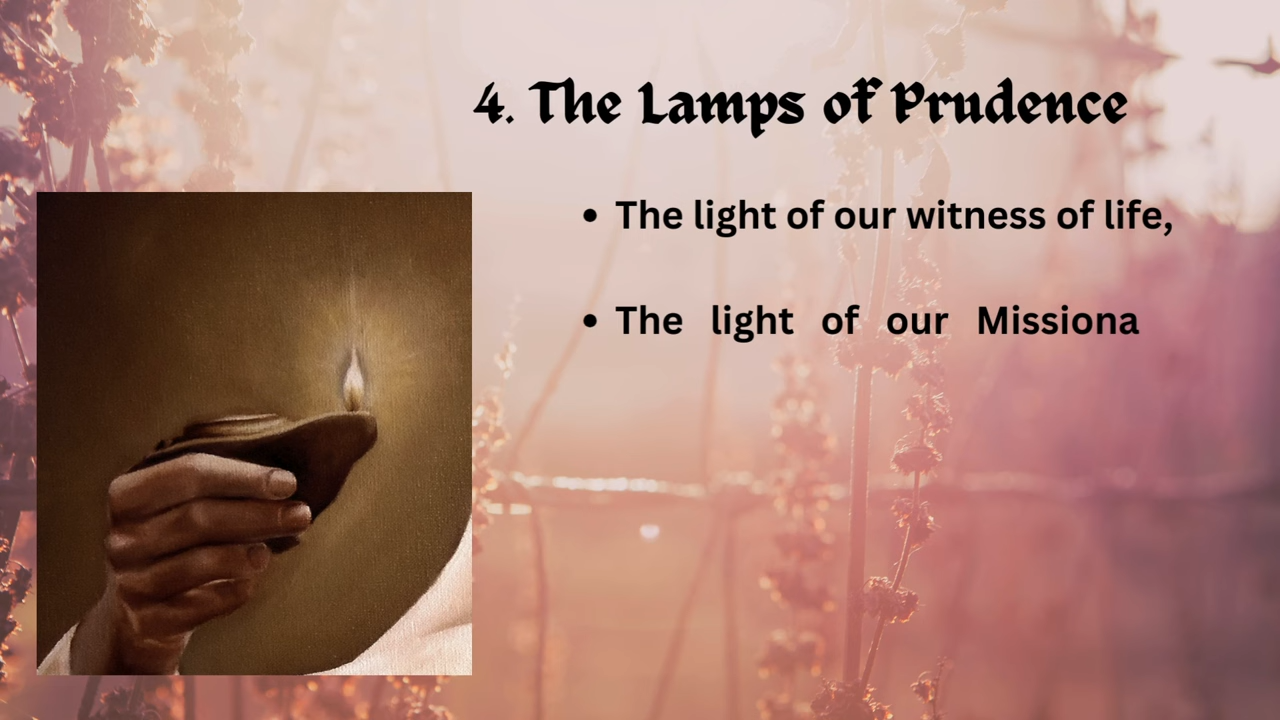 4. The Lamps of Prudence
• The light of our witness of life,
• The light of our Missiona